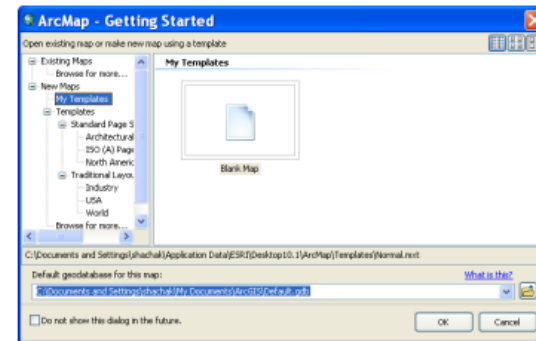 ArcMap - Getting Started
Open existing map or make new map using a template
Existing Maps
Browse for more...
New Maps
My Templates
Templates
Standard Page S
Architectural
ISO (A) Page
North Americ
Traditional Layou
Industry
USA
World
Browse for more...
My Templates
Blank Map
C:\Documents and Settings\shachak\Application Data\ESRI\Desktop10.1\ArcMap\Templates\Normal.mxt
Default geodatabase for this map:
What is this?
C:\Documents and Settings\shachak\My Documents\ArcGIS\Default.gdb
Do not show this dialog in the future.
OK
Cancel